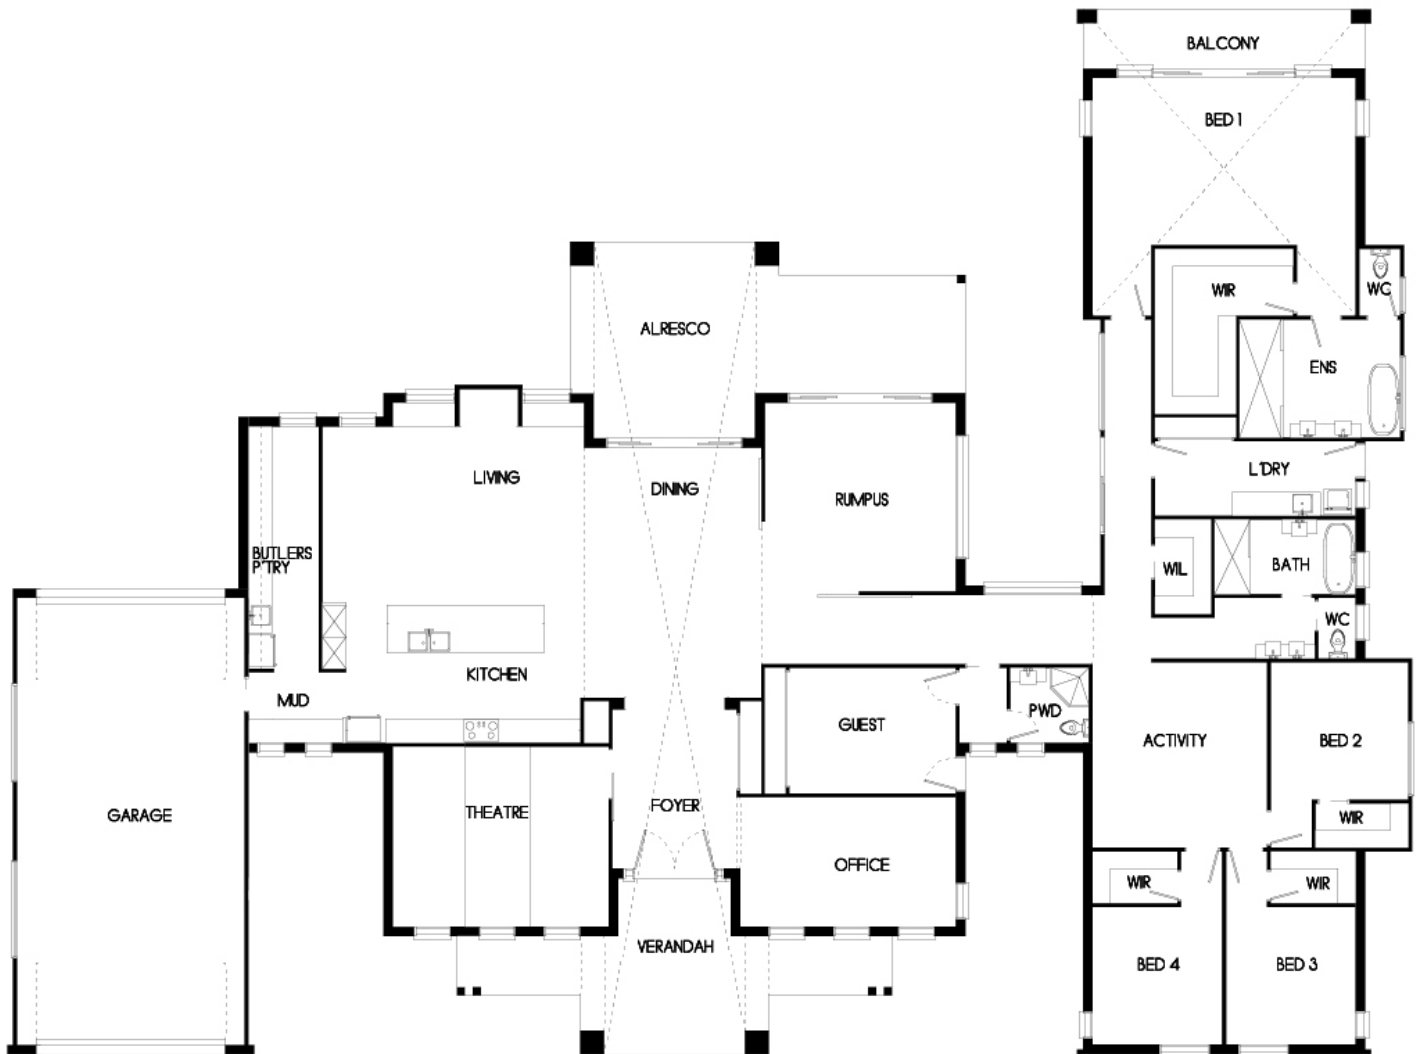 BALCONY
BED 1
WIR
WC
ALRESCO
ENS
LIVING
DINING
RUMPUS
L'DRY
BUTLERS
P'TRY
WIL
BATH
WC
KITCHEN
MUD
GUEST
PWD
ACTIVITY
BED 2
GARAGE
THEATRE
FOYER
WIR
OFFICE
WIR
WIR
VERANDAH
BED 4
BED 3